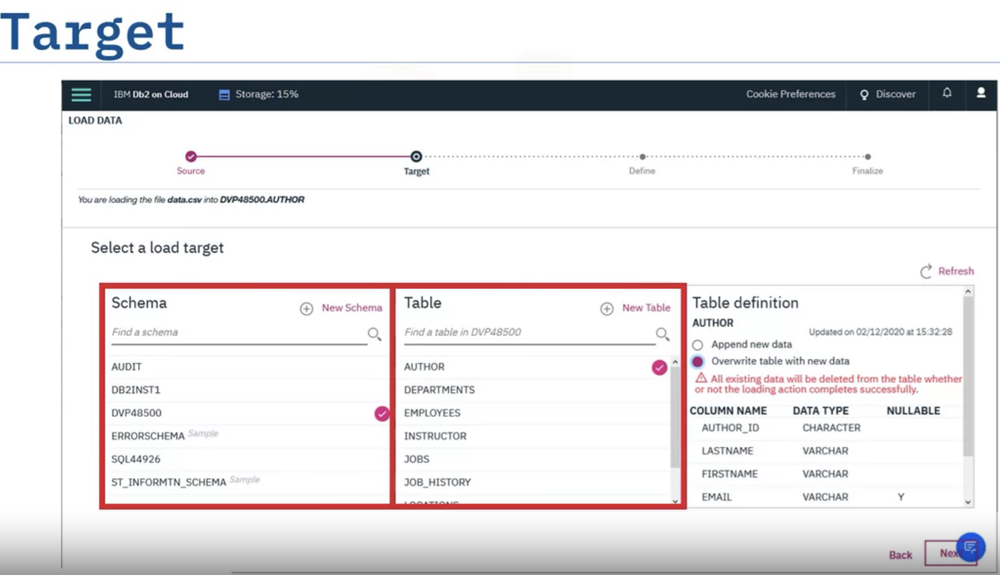 Target
IBM Db2 on Cloud
Storage: 15%
Cookie Preferences
Discover
LOAD DATA
Source
Target
Define
Finalize
You are loading the file data.csv into DVP48500.AUTHOR
Select a load target
Refresh
Schema
New Schema
Find a schema
AUDIT
DB2INST1
DVP48500
ERRORSCHEMA Sample
SQL44926
ST_INFORMTN_SCHEMA Sample
Table
New Table
Find a table in DVP48500
AUTHOR
DEPARTMENTS
EMPLOYEES
INSTRUCTOR
JOBS
JOB_HISTORY
Table definition
AUTHOR
Updated on 02/12/2020 at 15:32:28
Append new data
Overwrite table with new data
All existing data will be deleted from the table whether
or not the loading action completes successfully.
COLUMN NAME DATA TYPE NULLABLE
AUTHOR_ID CHARACTER
LASTNAME VARCHAR
FIRSTNAME VARCHAR
EMAIL VARCHAR Y
Back